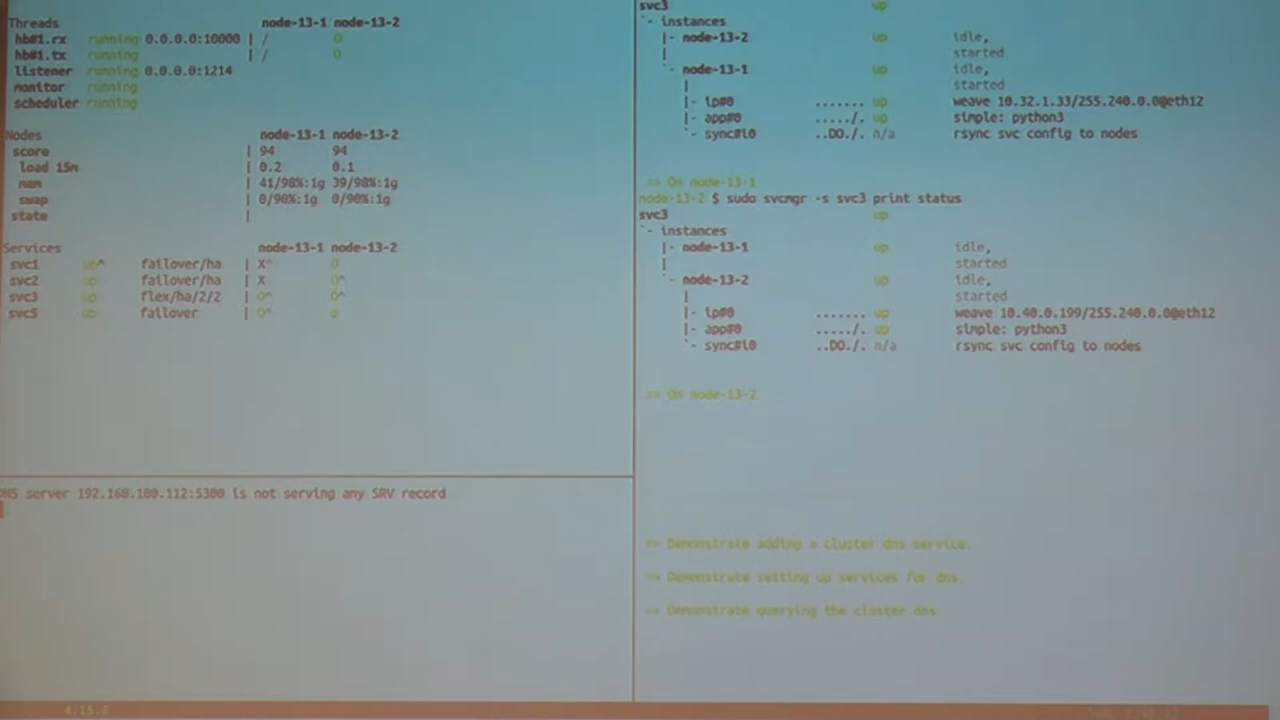 Threads node-13-1 node-13-2
hb#1.rx running 0.0.0.0:10000 | / O
hb#1.tx running | / O
listener running 0.0.0.0:1214
monitor running
scheduler running
Nodes node-13-1 node-13-2
score | 94 94
load 15m | 0.2 0.1
mem | 41/98%:1g 39/98%:1g
swap | 0/90%:1g 0/90%:1g
state |
Services node-13-1 node-13-2
svc1 up^ failover/ha | X^ O
svc2 up failover/ha | X O^
svc3 up flex/ha/2/2 | O^ O^
svc5 up failover | O^ o
DNS server 192.168.100.112:5300 is not serving any SRV record
svc3 up
`- instances
|- node-13-2 up idle,
| started
`- node-13-1 up idle,
| started
|- ip#0 ....... up weave 10.32.1.33/255.240.0.0@eth12
|- app#0 ...../. up simple: python3
`- sync#i0 ..DO./. n/a rsync svc config to nodes
=> On node-13-1
node-13-2 $ sudo svcmgr -s svc3 print status
svc3 up
`- instances
|- node-13-1 up idle,
| started
`- node-13-2 up idle,
| started
|- ip#0 ....... up weave 10.40.0.199/255.240.0.0@eth12
|- app#0 ...../. up simple: python3
`- sync#i0 ..DO./. n/a rsync svc config to nodes
=> On node-13-2
=> Demonstrate adding a cluster dns service.
=> Demonstrate setting up services for dns.
=> Demonstrate querying the cluster dns